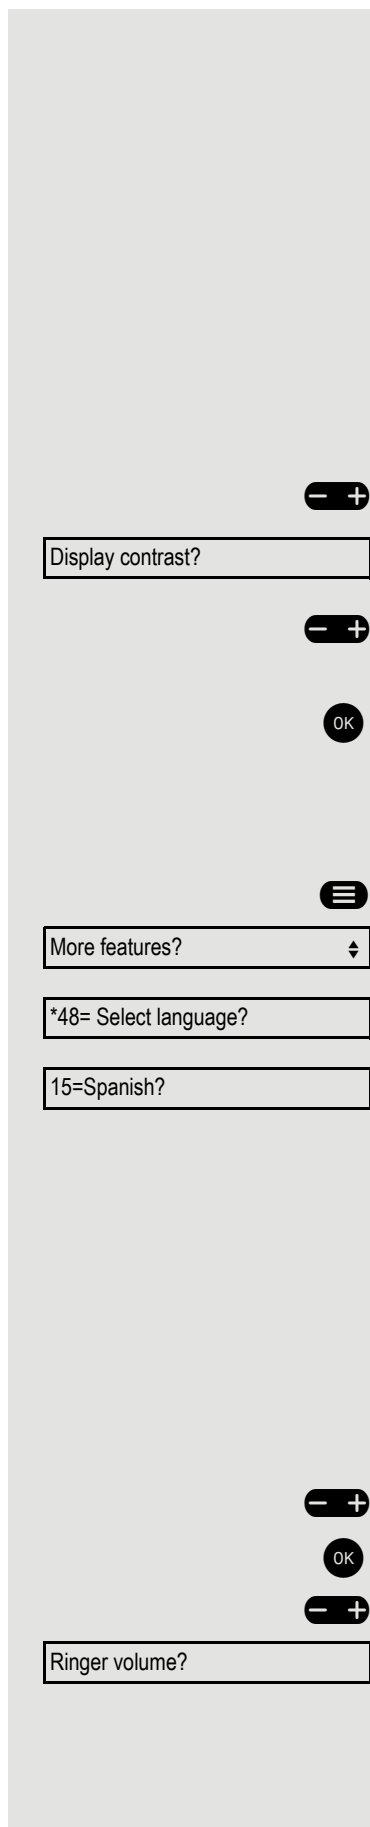 − +
Display contrast?
− +
OK
More features?
*48= Select language?
15=Spanish?
− +
OK
− +
Ringer volume?